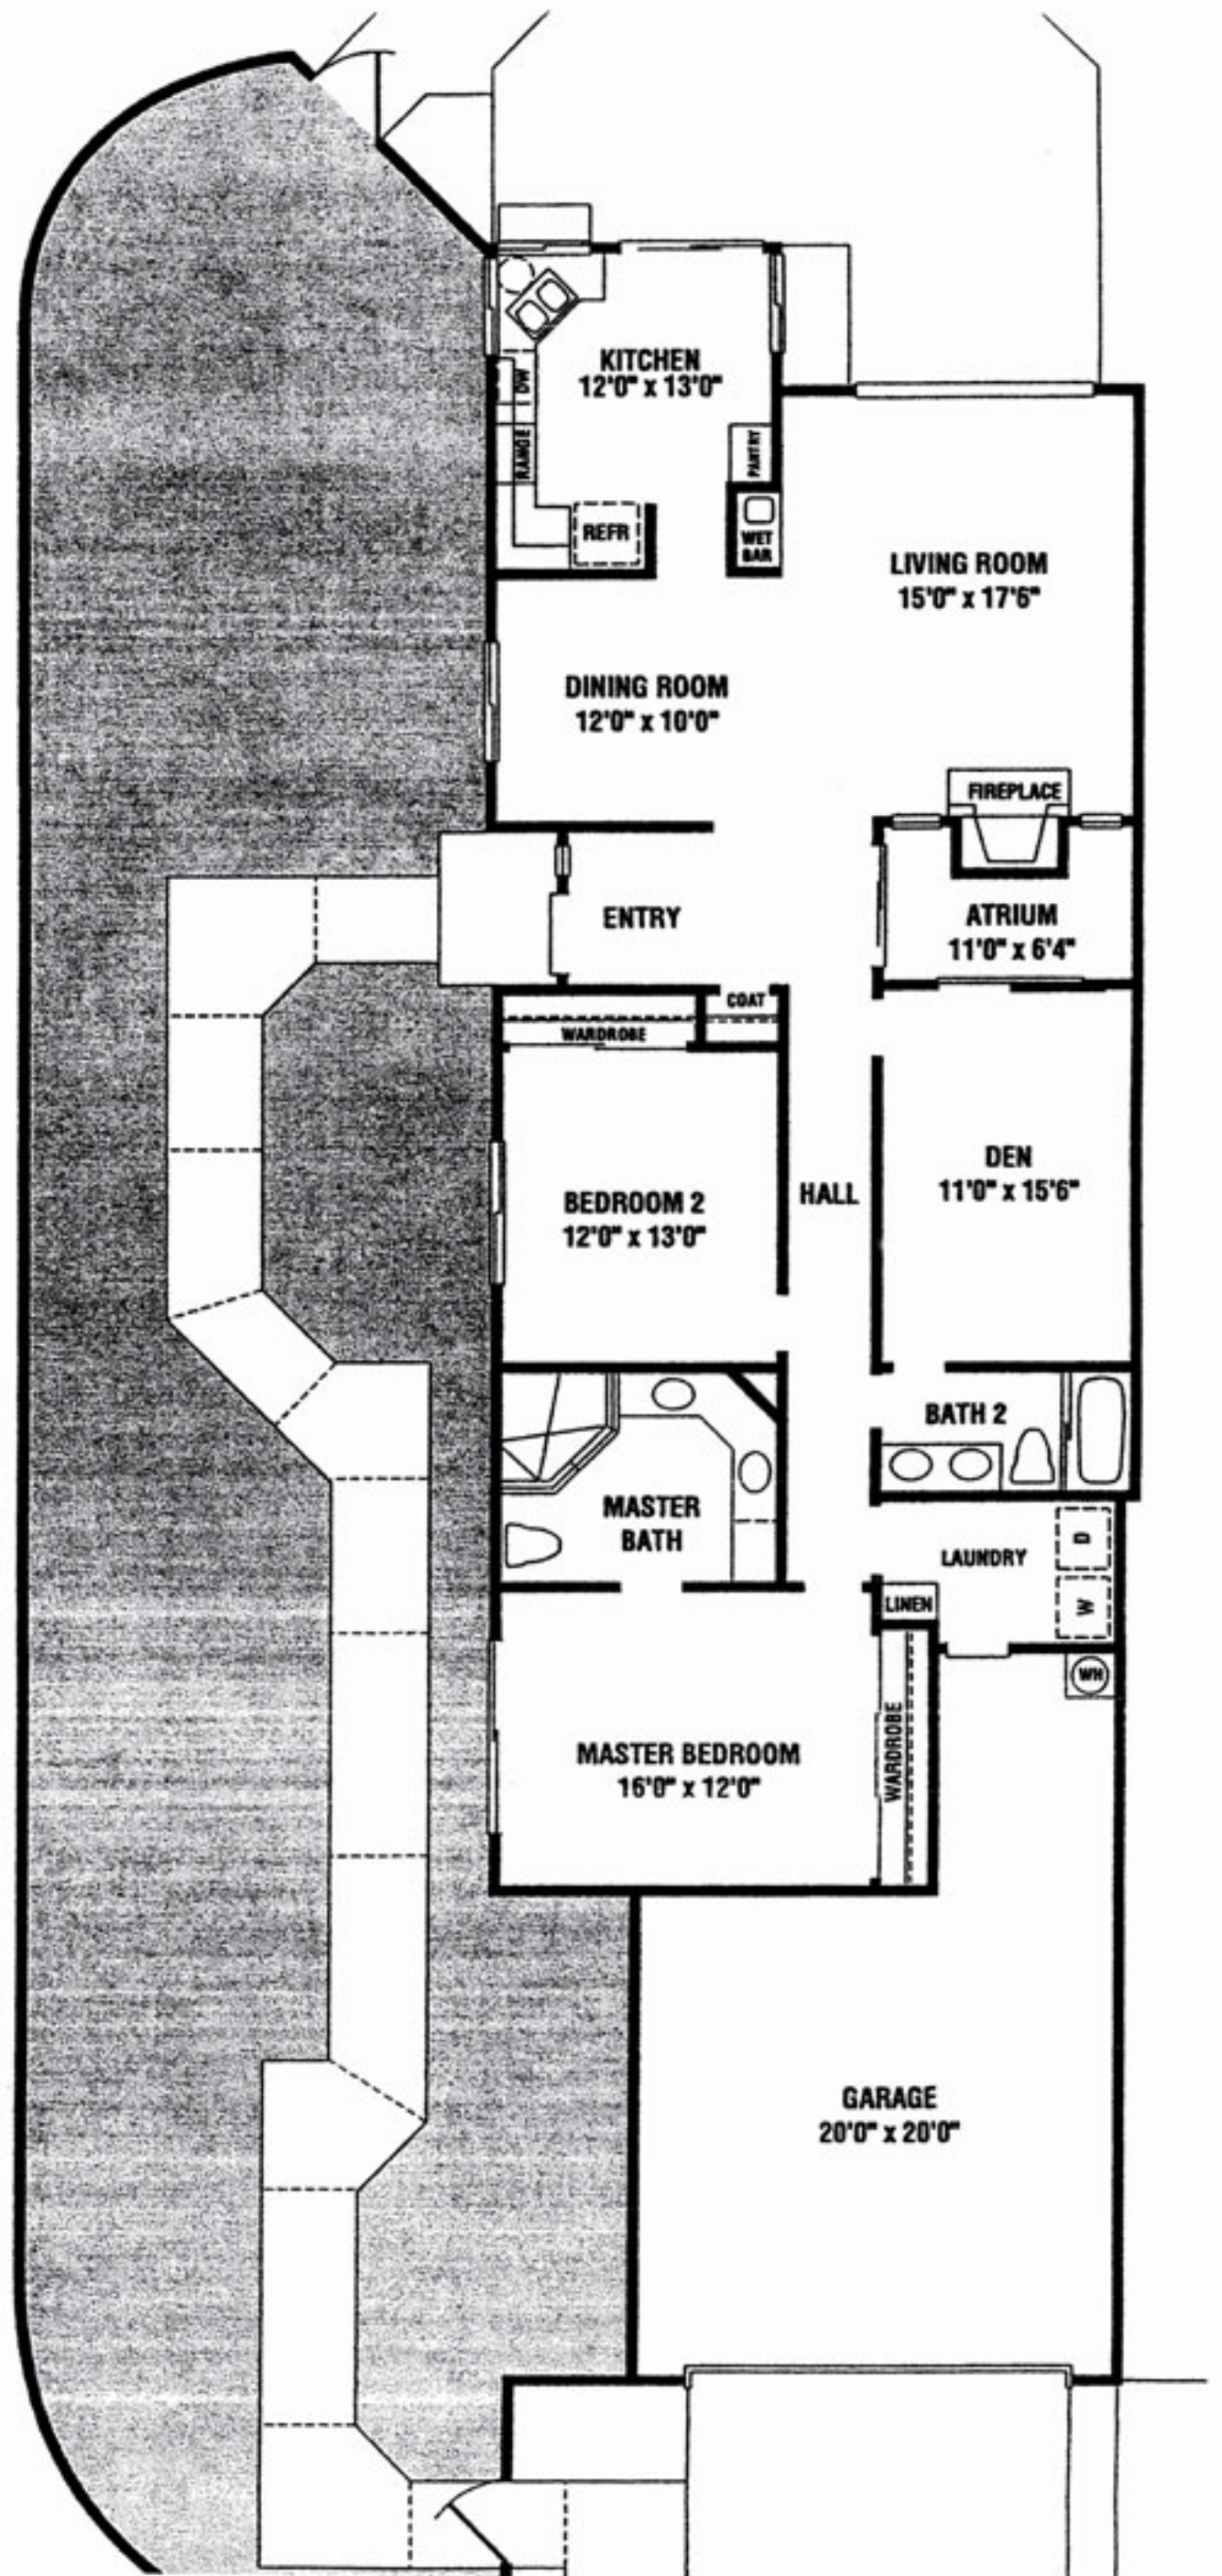 KITCHEN
12'0" x 13'0"
DW
RANGE
PANTRY
REFR
WET
BAR
LIVING ROOM
15'0" x 17'6"
DINING ROOM
12'0" x 10'0"
FIREPLACE
ENTRY
ATRIUM
11'0" x 6'4"
COAT
WARDROBE
DEN
11'0" x 15'6"
HALL
BEDROOM 2
12'0" x 13'0"
BATH 2
MASTER
BATH
LAUNDRY
D
W
LINEN
WH
WARDROBE
MASTER BEDROOM
16'0" x 12'0"
GARAGE
20'0" x 20'0"